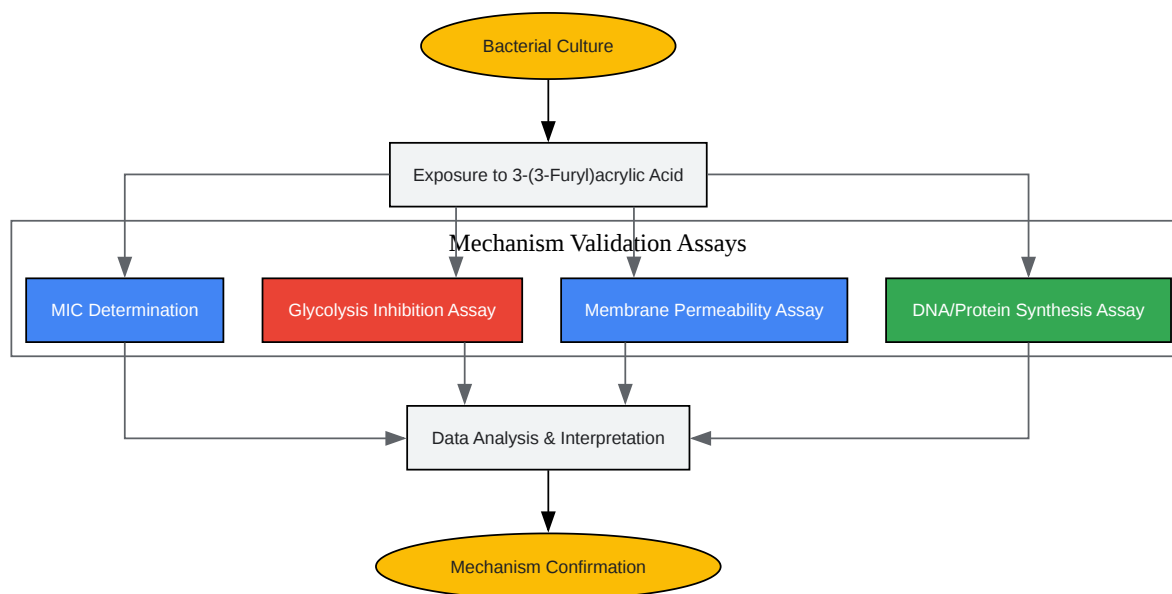 Bacterial Culture
Exposure to 3-(3-Furyl)acrylic Acid
Mechanism Validation Assays
MIC Determination
Glycolysis Inhibition Assay
Membrane Permeability Assay
DNA/Protein Synthesis Assay
Data Analysis & Interpretation
Mechanism Confirmation